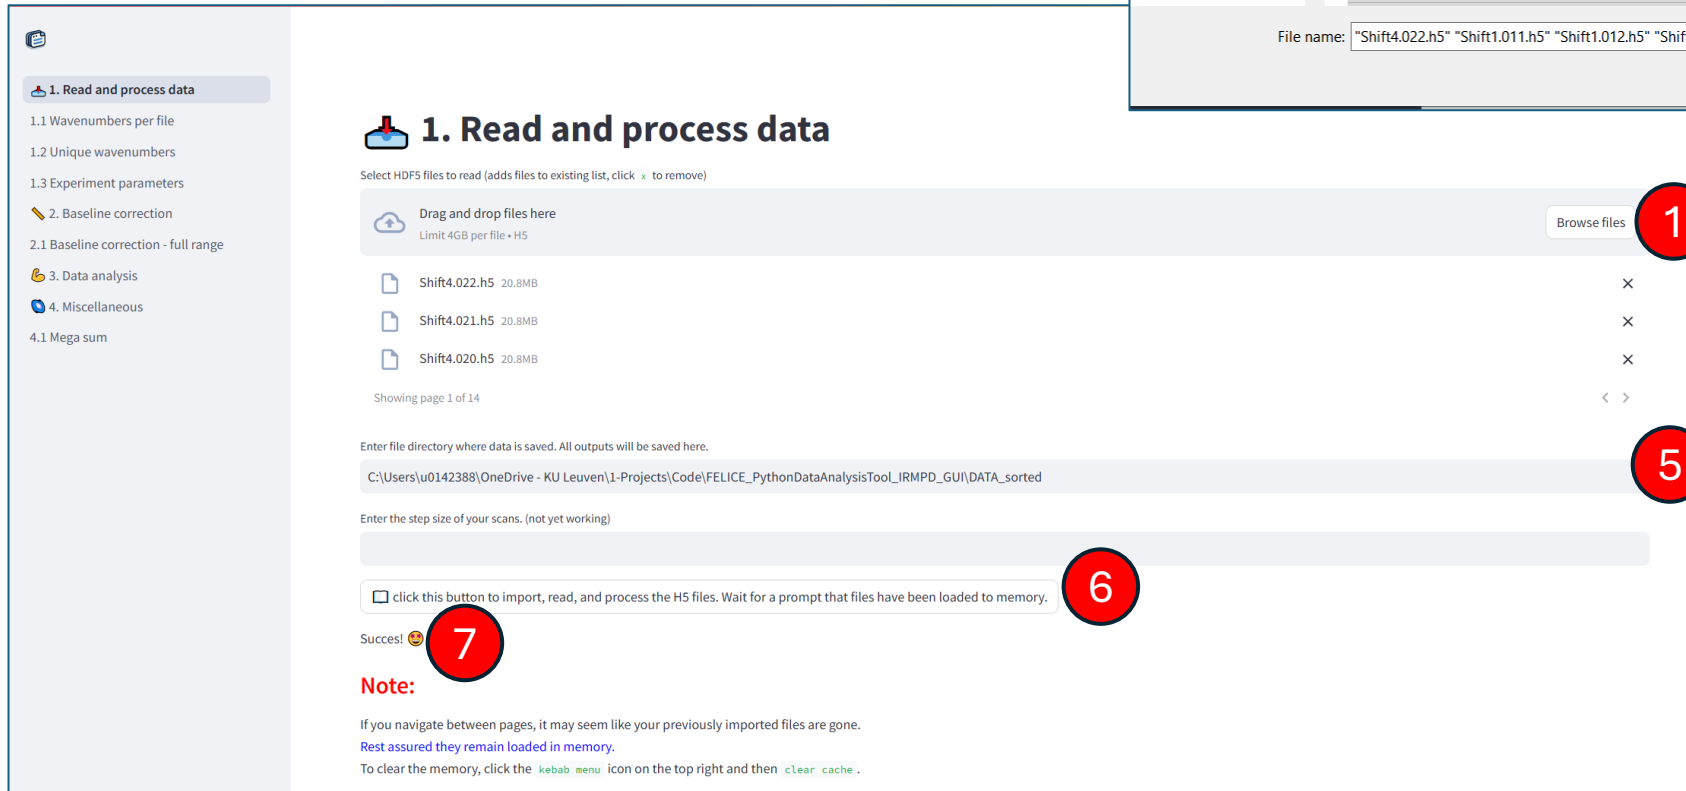 File name: "Shift4.022.h5" "Shift1.011.h5" "Shift1.012.h5" "Shif
1. Read and process data
1.1 Wavenumbers per file
1.2 Unique wavenumbers
1.3 Experiment parameters
2. Baseline correction
2.1 Baseline correction - full range
3. Data analysis
4. Miscellaneous
4.1 Mega sum
1. Read and process data
Select HDF5 files to read (adds files to existing list, click x to remove)
Drag and drop files here
Limit 4GB per file • H5
Browse files
1
Shift4.022.h5 20.8MB
Shift4.021.h5 20.8MB
Shift4.020.h5 20.8MB
Showing page 1 of 14
Enter file directory where data is saved. All outputs will be saved here.
C:\Users\u0142388\OneDrive - KU Leuven\1-Projects\Code\FELICE_PythonDataAnalysisTool_IRMPD_GUI\DATA_sorted
5
Enter the step size of your scans. (not yet working)
click this button to import, read, and process the H5 files. Wait for a prompt that files have been loaded to memory.
6
Succes!
7
Note:
If you navigate between pages, it may seem like your previously imported files are gone.
Rest assured they remain loaded in memory.
To clear the memory, click the kebab menu icon on the top right and then clear cache .